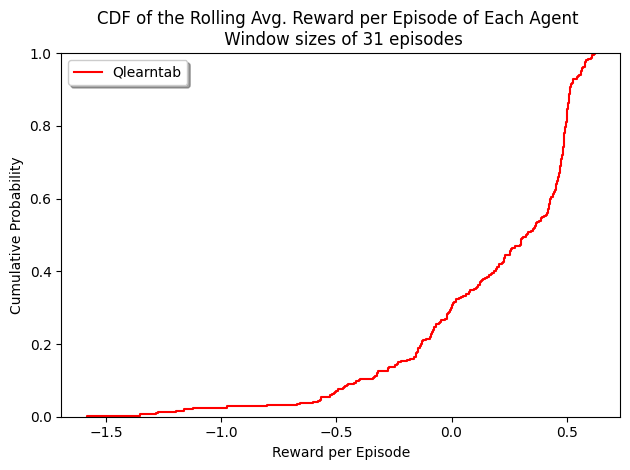 CDF of the Rolling Avg. Reward per Episode of Each Agent
Window sizes of 31 episodes
Qlearntab
1.0
0.8
0.6
0.4
0.2
0.0
Cumulative Probability
−1.5
−1.0
−0.5
0.0
0.5
Reward per Episode